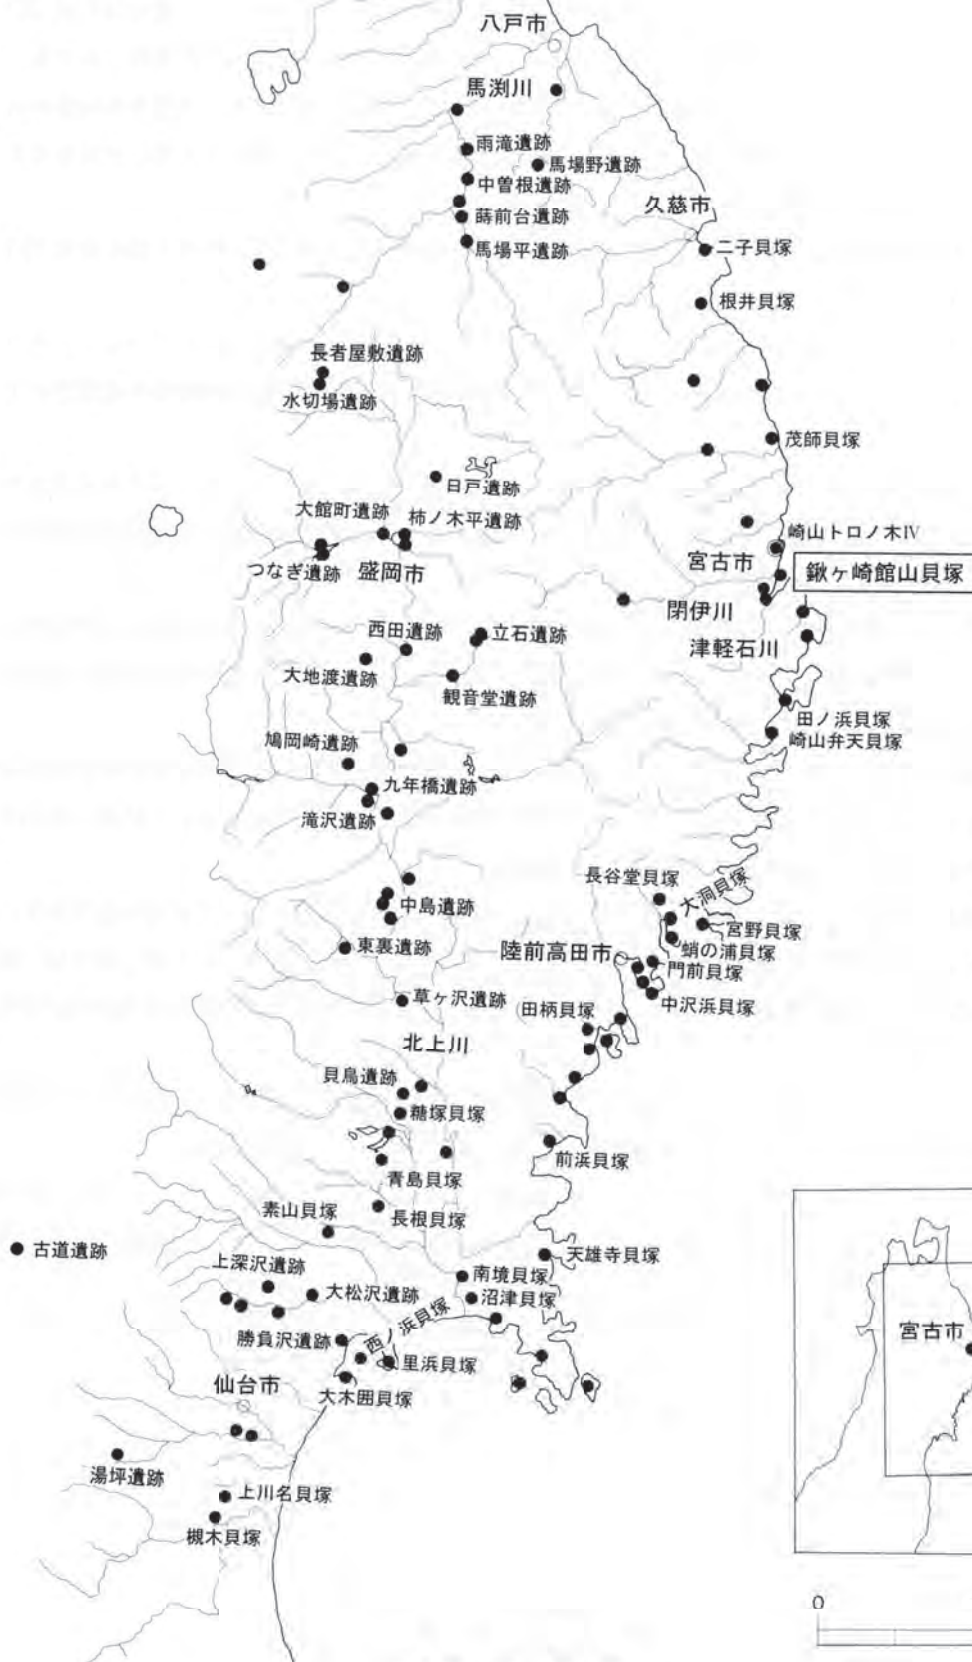 八戸市
馬渕川
雨滝遺跡
馬場野遺跡
中曽根遺跡
久慈市
蒔前台遺跡
馬場平遺跡
二子貝塚
根井貝塚
長者屋敷遺跡
水切場遺跡
茂師貝塚
日戸遺跡
大館町遺跡
柿ノ木平遺跡
崎山トロノ木Ⅳ
宮古市
つなぎ遺跡
盛岡市
鍬ヶ崎館山貝塚
閉伊川
西田遺跡
立石遺跡
津軽石川
大地渡遺跡
観音堂遺跡
田ノ浜貝塚
崎山弁天貝塚
鳩岡崎遺跡
九年橋遺跡
滝沢遺跡
長谷堂貝塚
大洞貝塚
中島遺跡
宮野貝塚
東裏遺跡
陸前高田市
蛸の浦貝塚
門前貝塚
草ヶ沢遺跡
田柄貝塚
中沢浜貝塚
北上川
貝鳥遺跡
糖塚貝塚
前浜貝塚
青島貝塚
素山貝塚
長根貝塚
古道遺跡
上深沢遺跡
天雄寺貝塚
南境貝塚
大松沢遺跡
沼津貝塚
勝負沢遺跡
西ノ浜貝塚
里浜貝塚
仙台市
大木囲貝塚
宮古市
湯坪遺跡
上川名貝塚
槻木貝塚
0